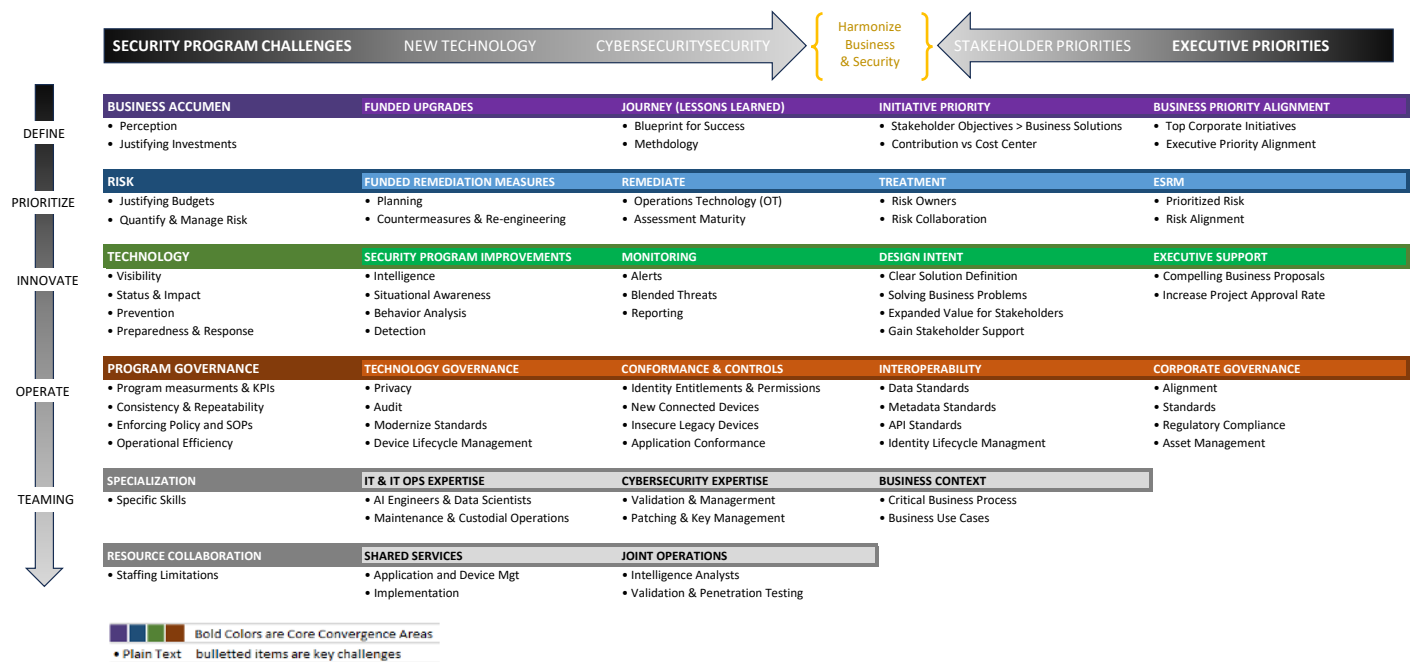 SECURITY PROGRAM CHALLENGES NEW TECHNOLOGY CYBERSECURITYSECURITY
Harmonize
Business
& Security
STAKEHOLDER PRIORITIES EXECUTIVE PRIORITIES
DEFINE
BUSINESS ACCUMEN
• Perception
• Justifying Investments
FUNDED UPGRADES
JOURNEY (LESSONS LEARNED)
• Blueprint for Success
• Methdology
INITIATIVE PRIORITY
• Stakeholder Objectives > Business Solutions
• Contribution vs Cost Center
BUSINESS PRIORITY ALIGNMENT
• Top Corporate Initiatives
• Executive Priority Alignment
PRIORITIZE
RISK
• Justifying Budgets
• Quantify & Manage Risk
FUNDED REMEDIATION MEASURES
• Planning
• Countermeasures & Re-engineering
REMEDIATE
• Operations Technology (OT)
• Assessment Maturity
TREATMENT
• Risk Owners
• Risk Collaboration
ESRM
• Prioritized Risk
• Risk Alignment
INNOVATE
TECHNOLOGY
• Visibility
• Status & Impact
• Prevention
• Preparedness & Response
SECURITY PROGRAM IMPROVEMENTS
• Intelligence
• Situational Awareness
• Behavior Analysis
• Detection
MONITORING
• Alerts
• Blended Threats
• Reporting
DESIGN INTENT
• Clear Solution Definition
• Solving Business Problems
• Expanded Value for Stakeholders
• Gain Stakeholder Support
EXECUTIVE SUPPORT
• Compelling Business Proposals
• Increase Project Approval Rate
OPERATE
PROGRAM GOVERNANCE
• Program measurments & KPIs
• Consistency & Repeatability
• Enforcing Policy and SOPs
• Operational Efficiency
TECHNOLOGY GOVERNANCE
• Privacy
• Audit
• Modernize Standards
• Device Lifecycle Management
CONFORMANCE & CONTROLS
• Identity Entitlements & Permissions
• New Connected Devices
• Insecure Legacy Devices
• Application Conformance
INTEROPERABILITY
• Data Standards
• Metadata Standards
• API Standards
• Identity Lifecycle Managment
CORPORATE GOVERNANCE
• Alignment
• Standards
• Regulatory Compliance
• Asset Management
TEAMING
SPECIALIZATION
• Specific Skills
IT & IT OPS EXPERTISE
• AI Engineers & Data Scientists
• Maintenance & Custodial Operations
CYBERSECURITY EXPERTISE
• Validation & Managerment
• Patching & Key Management
BUSINESS CONTEXT
• Critical Business Process
• Business Use Cases
RESOURCE COLLABORATION
• Staffing Limitations
SHARED SERVICES
• Application and Device Mgt
• Implementation
JOINT OPERATIONS
• Intelligence Analysts
• Validation & Penetration Testing
Bold Colors are Core Convergence Areas
• Plain Text bulletted items are key challenges